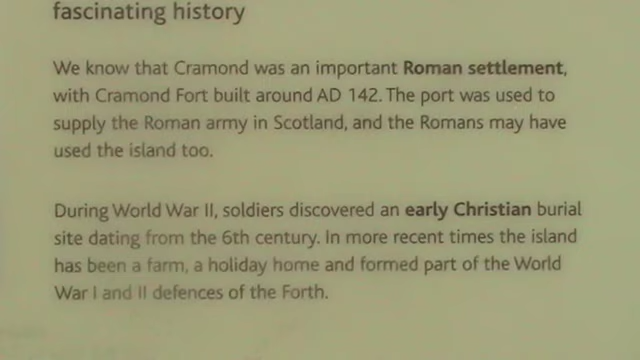 fascinating history
We know that Cramond was an important Roman settlement,
with Cramond Fort built around AD 142. The port was used to
supply the Roman army in Scotland, and the Romans may have
used the island too.
During World War II, soldiers discovered an early Christian burial
site dating from the 6th century. In more recent times the island
has been a farm, a holiday home and formed part of the World
War I and II defences of the Forth.